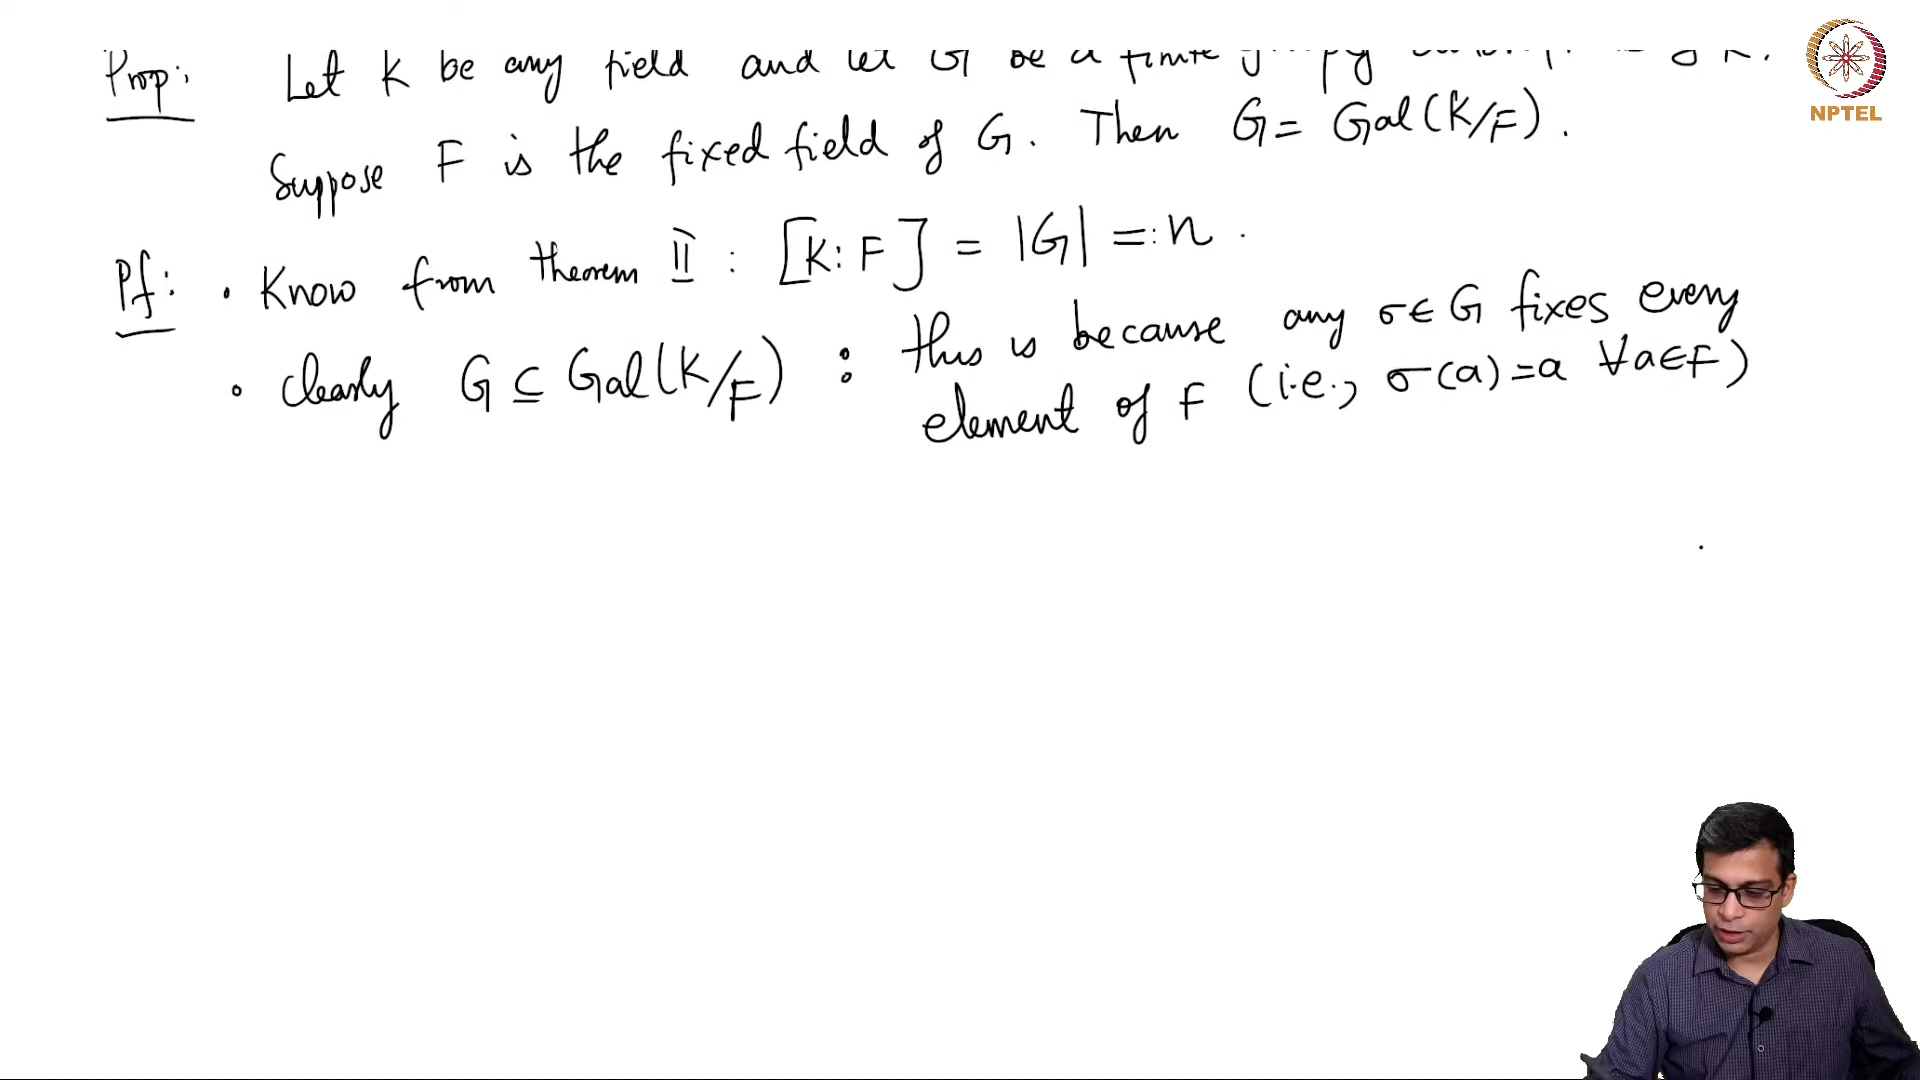 Prop: Let K be any field and let G be a finite
Suppose F is the fixed field of G. Then G = Gal(K/F).
Pf: • Know from theorem II : [K:F] = |G| =: n.
• clearly G ⊆ Gal(K/F) : this is because any σ∈G fixes every
element of F (i.e., σ(a)=a ∀a∈F)
NPTEL